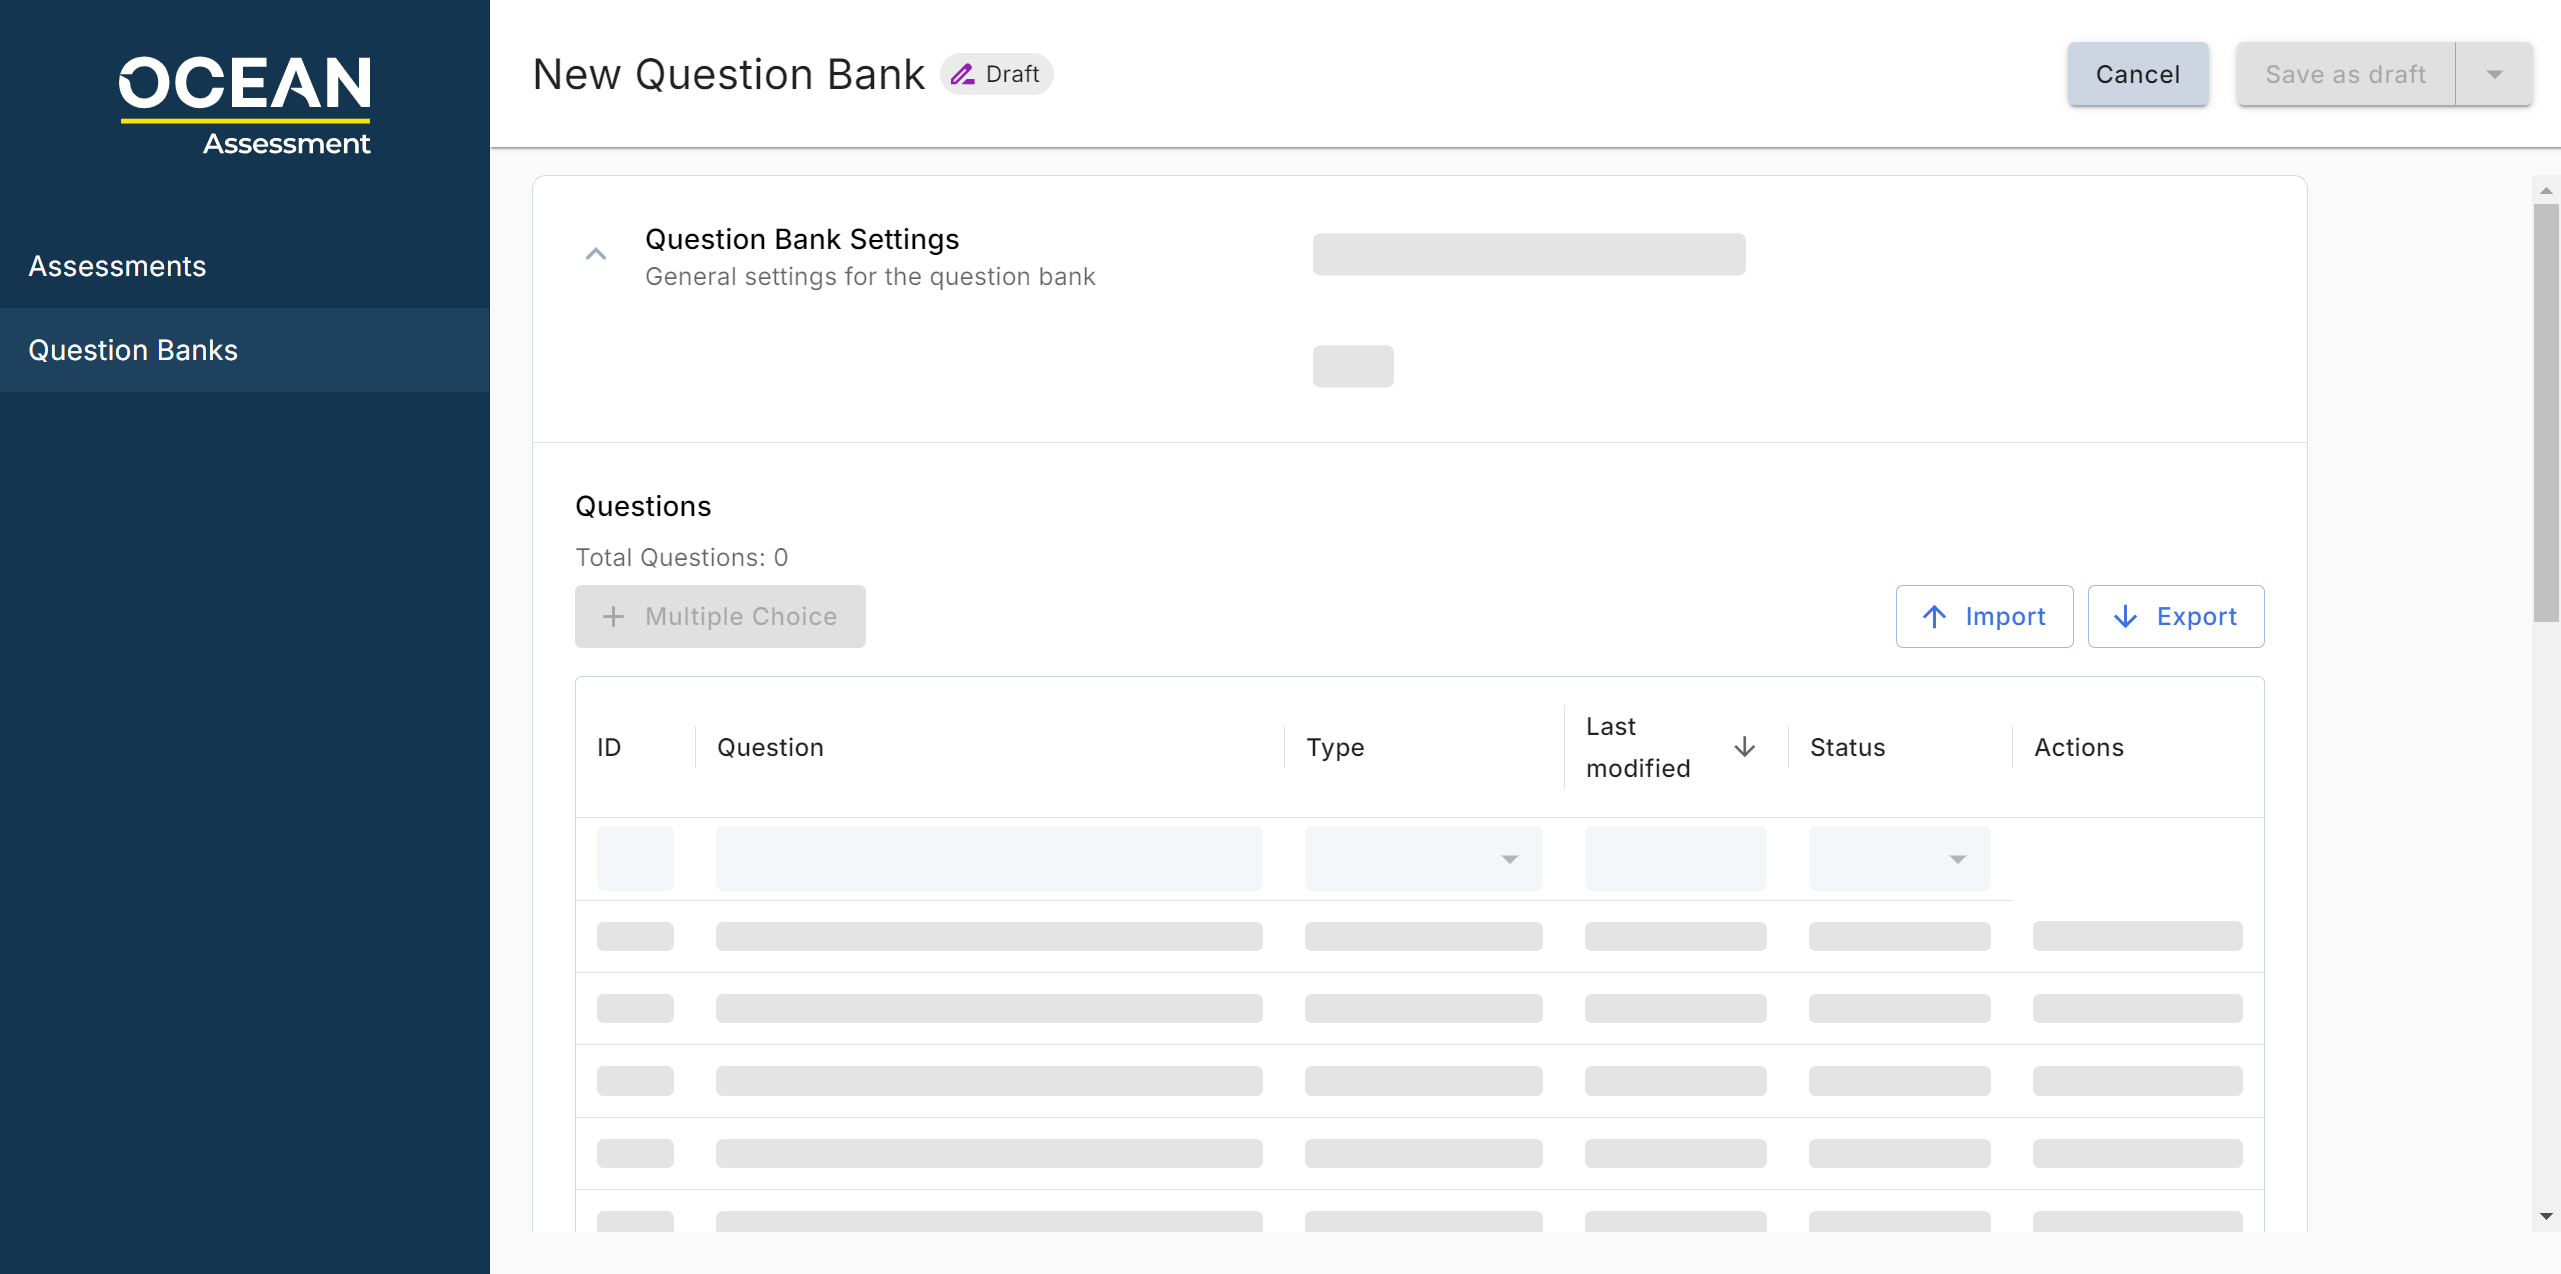 OCEAN
Assessment
Assessments
Question Banks
New Question Bank
Draft
Cancel
Save as draft
Question Bank Settings
General settings for the question bank
Questions
Total Questions: 0
Multiple Choice
Import
Export
ID
Question
Type
Last
modified
Status
Actions